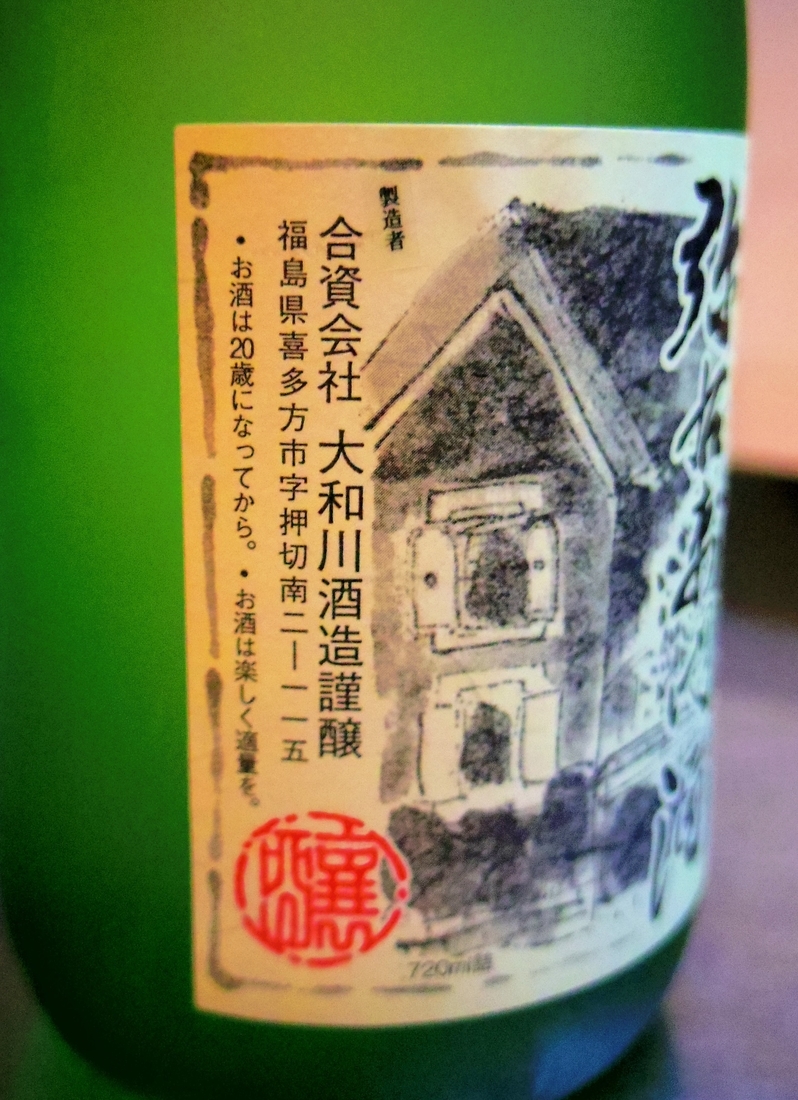 製造者
合資会社 大和川酒造謹醸
福島県喜多方市字押切南二ー一一五
・お酒は20歳になってから。・お酒は楽しく適量を。
720ml詰